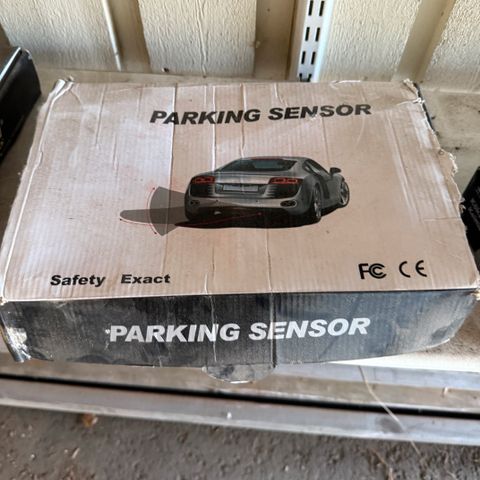 PARKING SENSOR
Safety Exact
FC CE
PARKING SENSOR